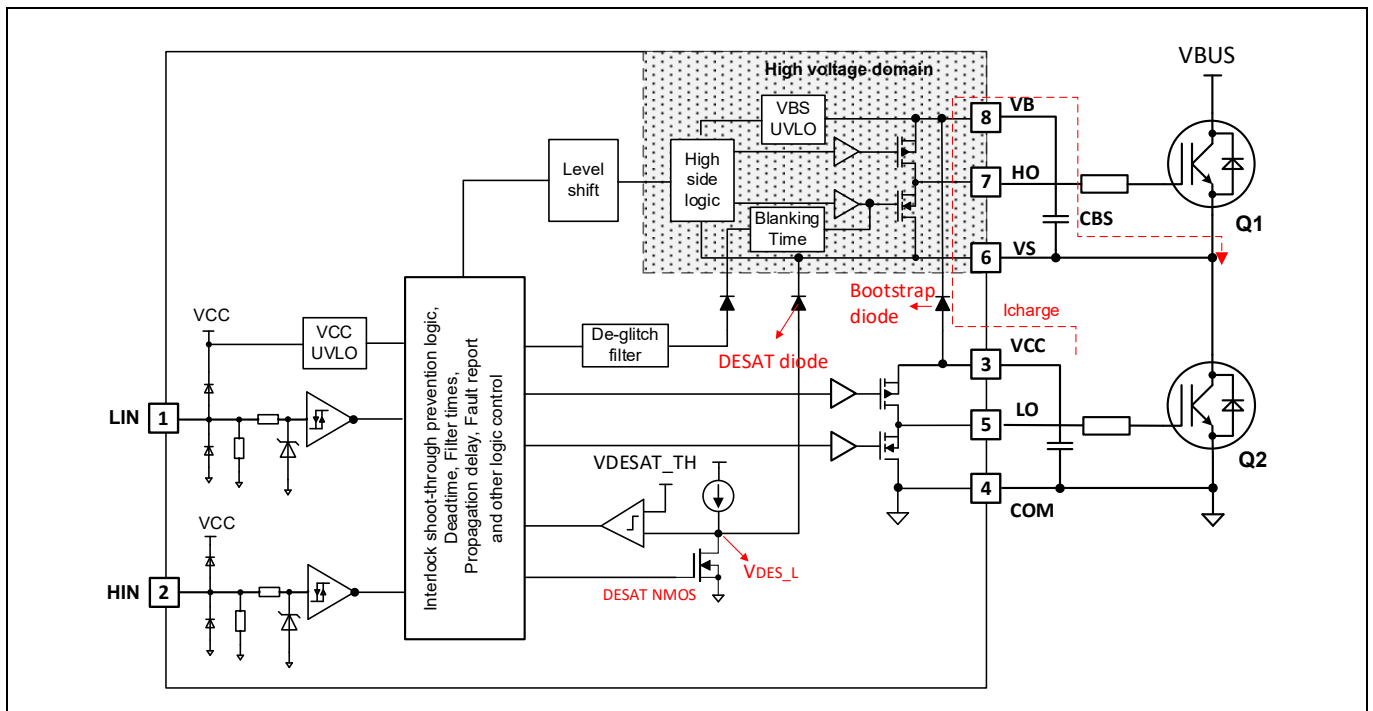 High voltage domain
VBUS
VBS
UVLO
VB
8
Level
shift
High
side
logic
HO
7
Blanking
Time
CBS
Q1
VS
6
VCC
VCC
UVLO
Interlock shoot-through prevention logic,
Deadtime, Filter times,
Propagation delay, Fault report
and other logic control
De-glitch
filter
DESAT diode
Bootstrap
diode
Icharge
VCC
3
LIN
1
LO
5
VDESAT_TH
Q2
4
COM
VCC
VDES_L
HIN
2
DESAT NMOS